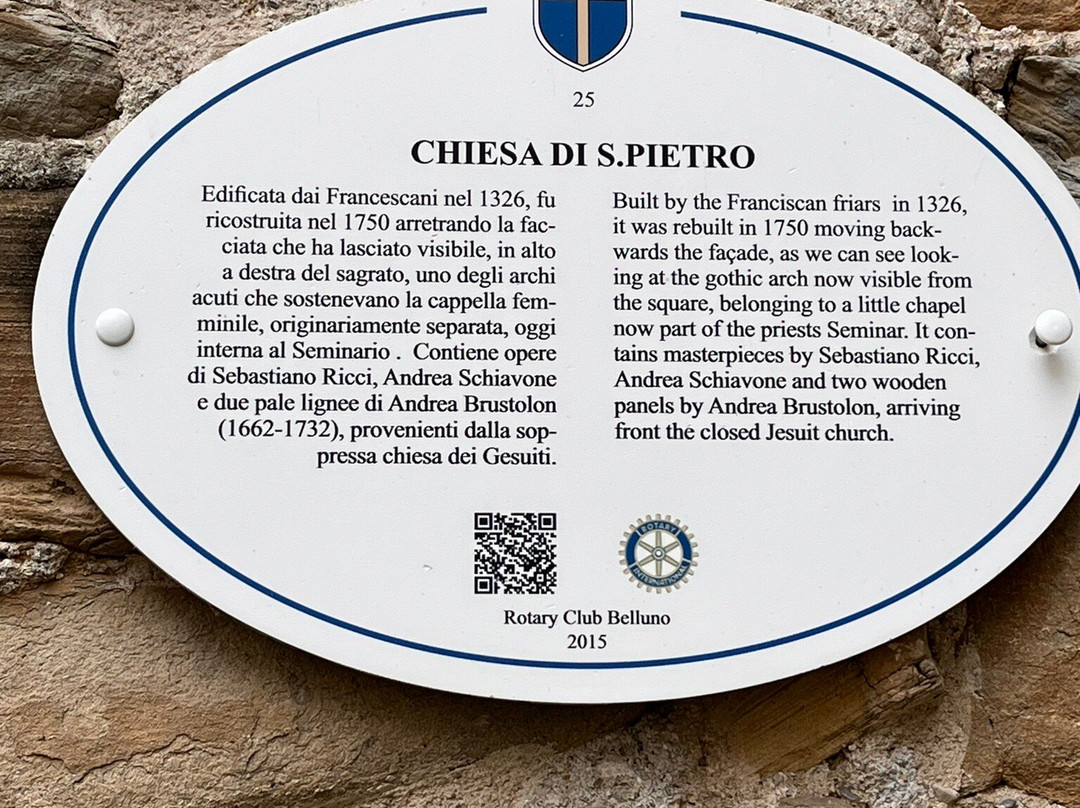 25
CHIESA DI S.PIETRO
Edificata dai Francescani nel 1326, fu
ricostruita nel 1750 arretrando la fac-
ciata che ha lasciato visibile, in alto
a destra del sagrato, uno degli archi
acuti che sostenevano la cappella fem-
minile, originariamente separata, oggi
interna al Seminario . Contiene opere
di Sebastiano Ricci, Andrea Schiavone
e due pale lignee di Andrea Brustolon
(1662-1732), provenienti dalla sop-
pressa chiesa dei Gesuiti.
Built by the Franciscan friars in 1326,
it was rebuilt in 1750 moving back-
wards the façade, as we can see look-
ing at the gothic arch now visible from
the square, belonging to a little chapel
now part of the priests Seminar. It con-
tains masterpieces by Sebastiano Ricci,
Andrea Schiavone and two wooden
panels by Andrea Brustolon, arriving
front the closed Jesuit church.
ROTARY
INTERNATIONAL
Rotary Club Belluno
2015